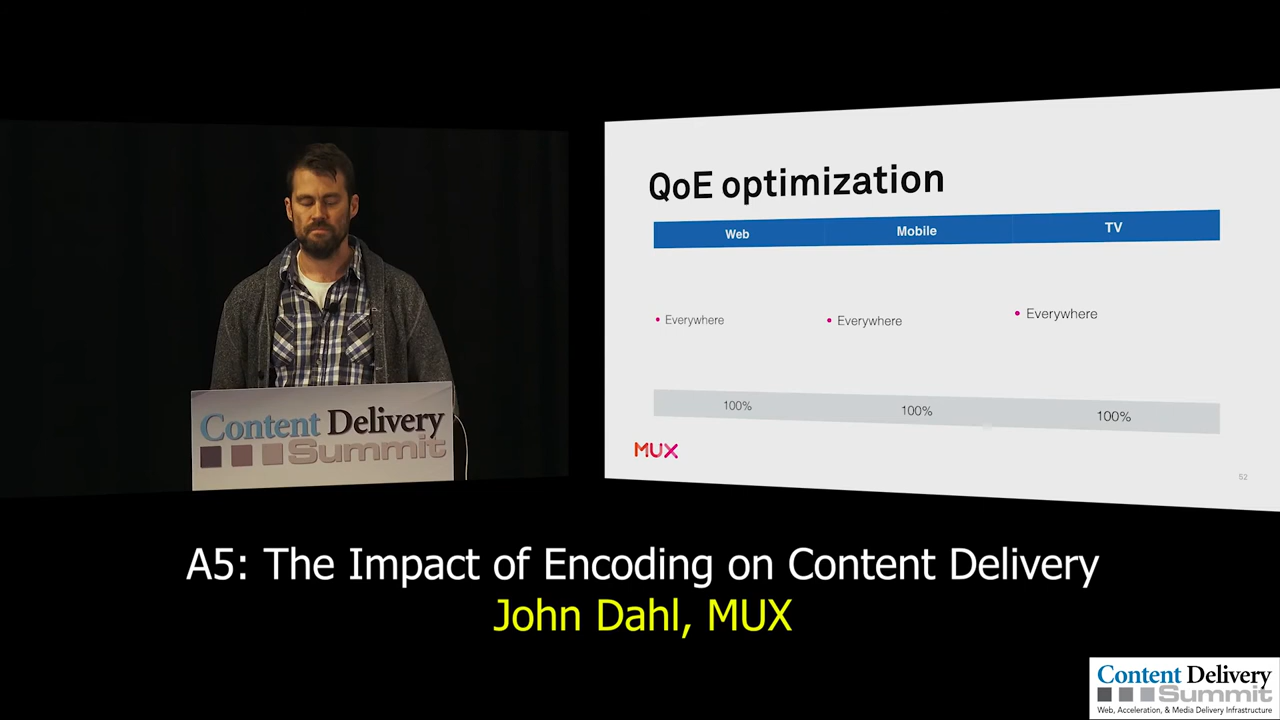 QoE optimization
Web Mobile TV
• Everywhere • Everywhere • Everywhere
100% 100% 100%
MUX
52
Content Delivery
Summit
A5: The Impact of Encoding on Content Delivery
John Dahl, MUX
Content Delivery
Summit
Web, Acceleration, & Media Delivery Infrastructure